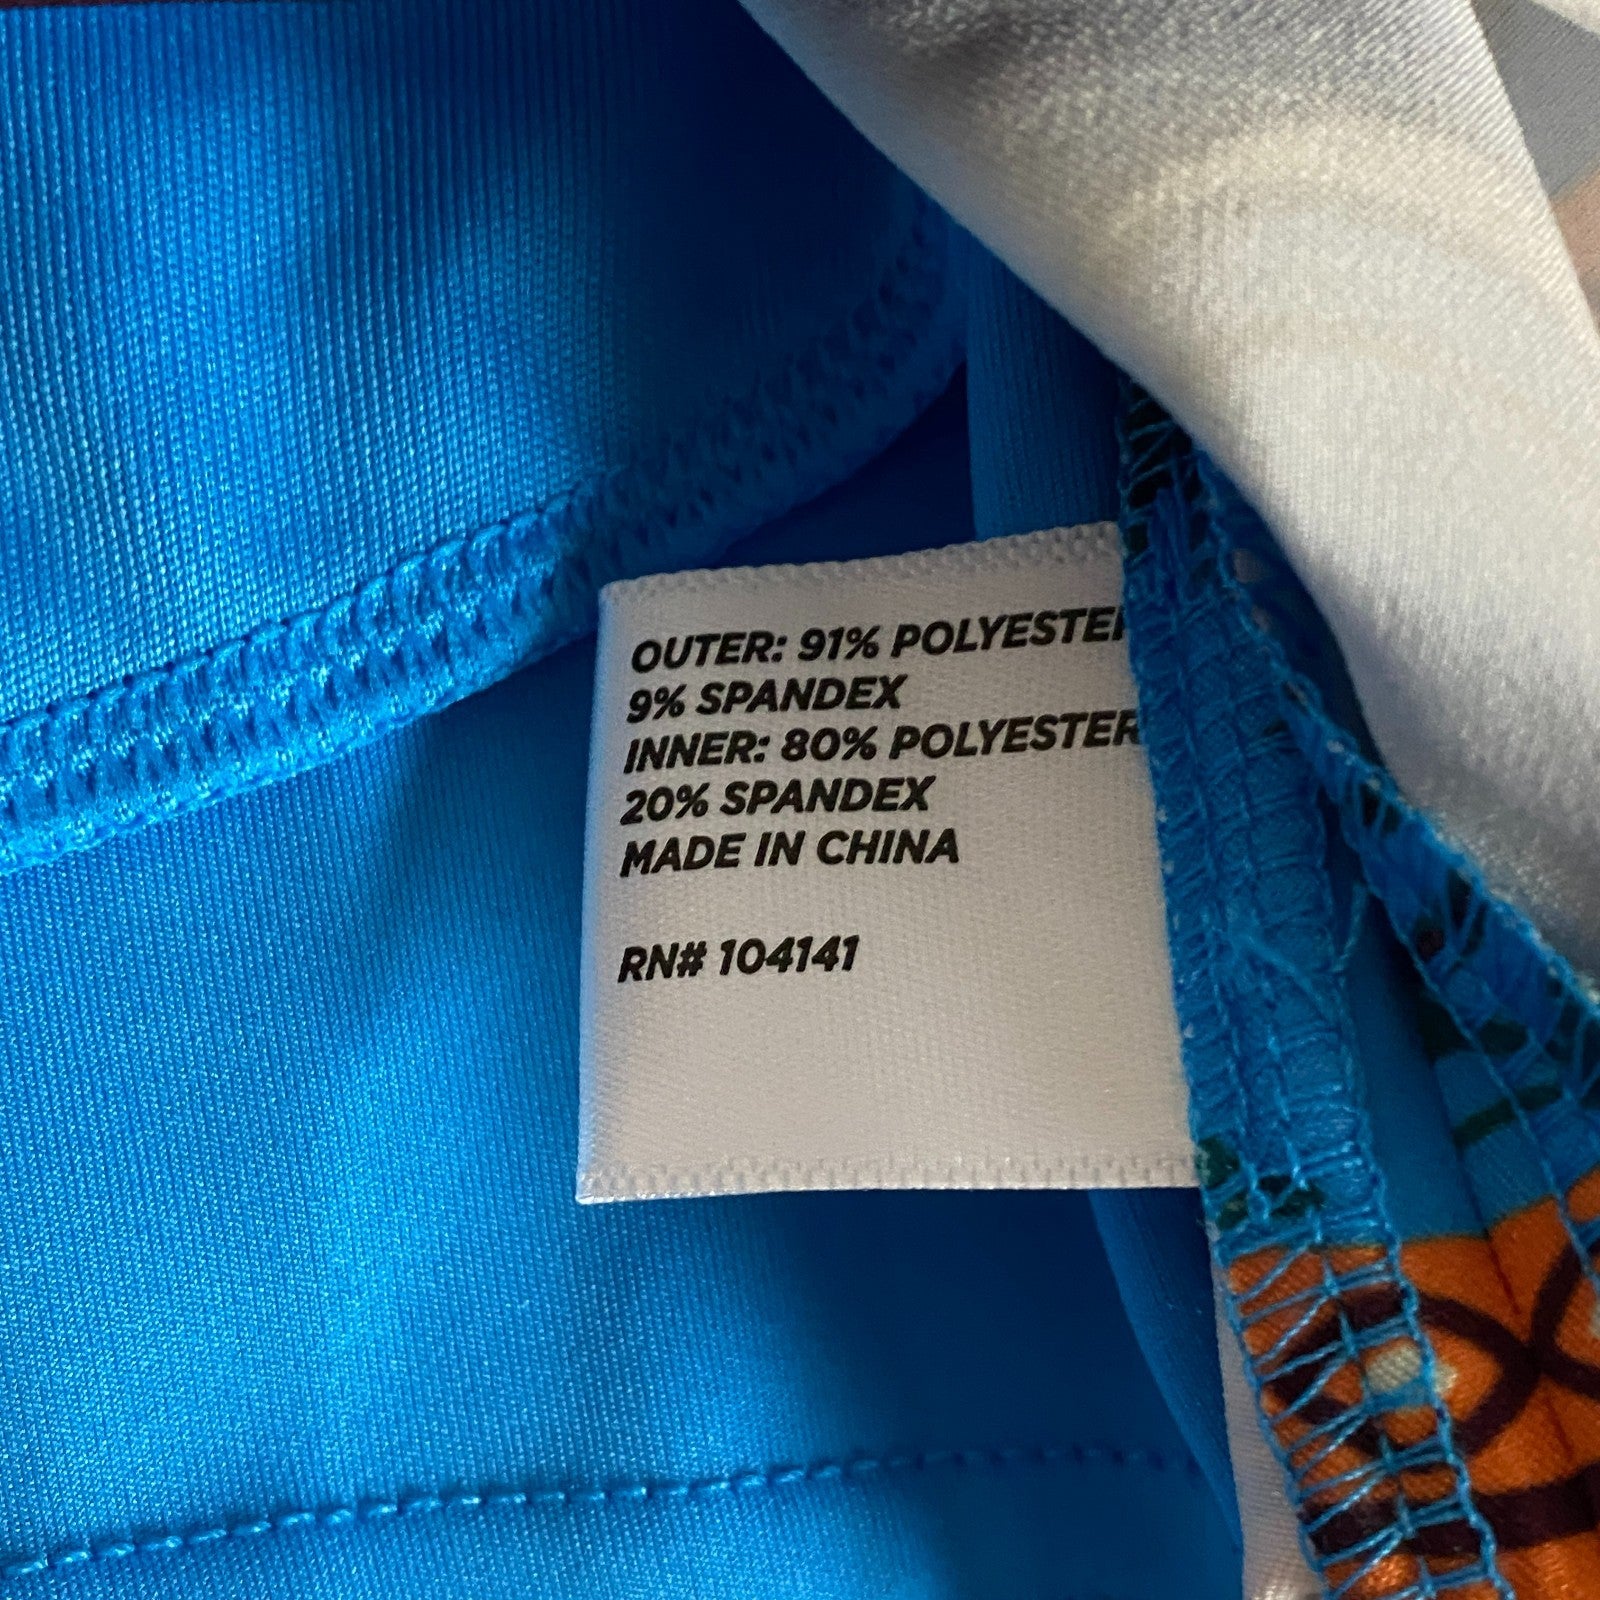 OUTER: 91% POLYESTER
9% SPANDEX
INNER: 80% POLYESTER
20% SPANDEX
MADE IN CHINA
RN# 104141